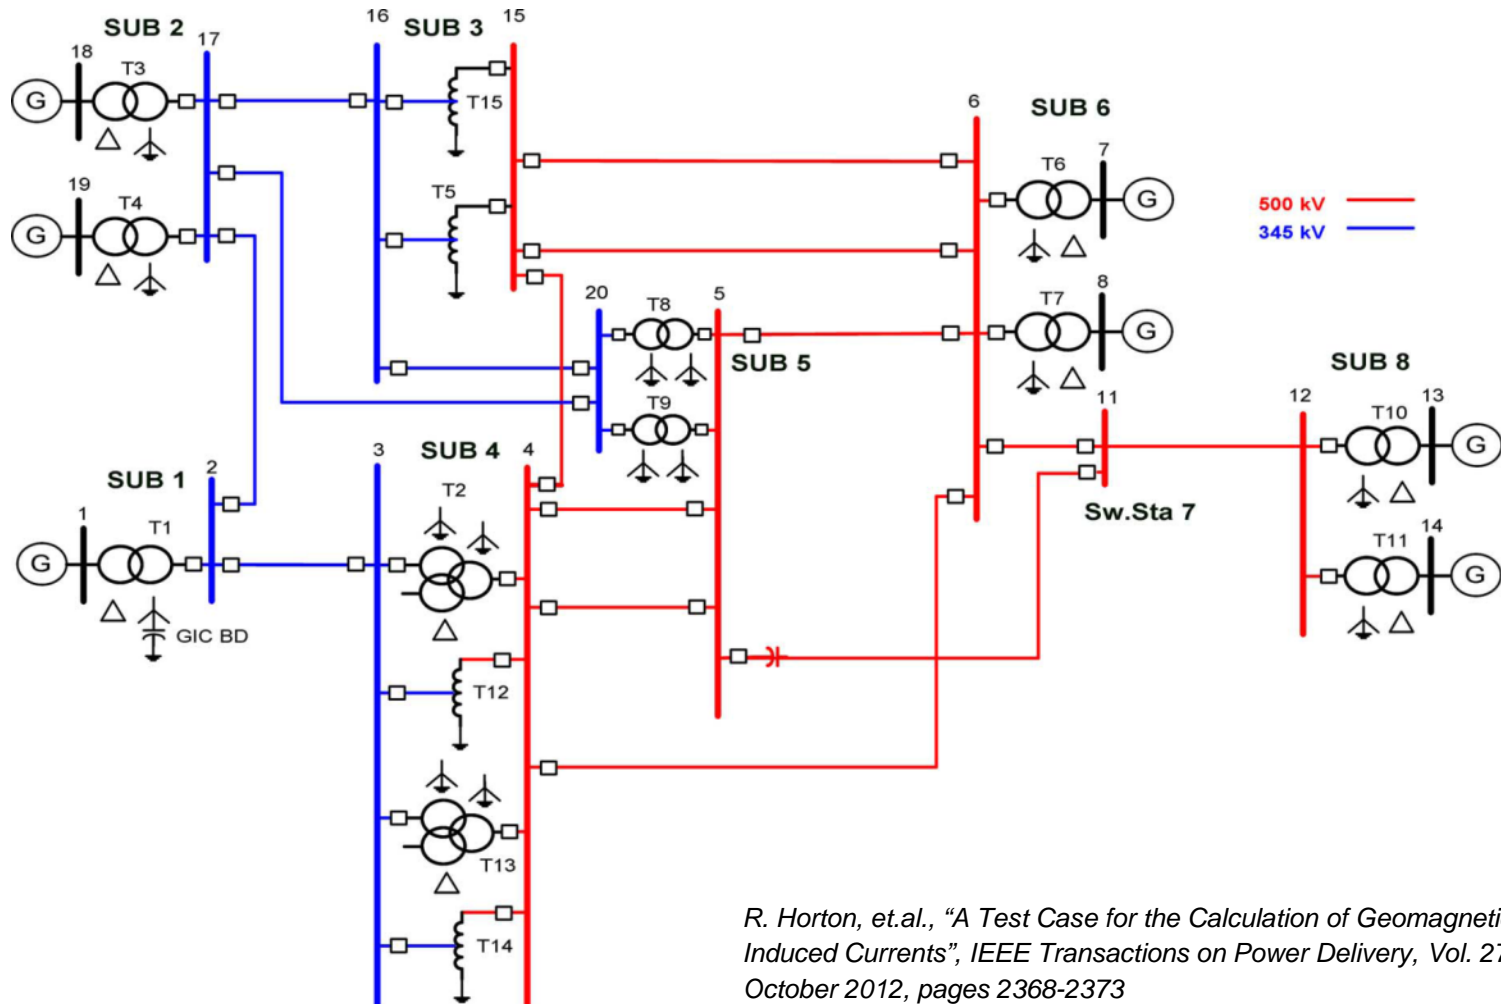 SUB 2
16
SUB 3
15
18
17
T3
G
T15
6
SUB 6
7
T6
G
19
T4
G
T5
500 kV
345 kV
20
T8
5
8
T7
G
SUB 5
SUB 8
T9
12
13
T10
G
11
3
SUB 4
4
SUB 1
2
T2
1
T1
G
Sw.Sta 7
14
T11
G
GIC BD
T12
T13
T14
R. Horton, et.al., “A Test Case for the Calculation of Geomagneti
Induced Currents”, IEEE Transactions on Power Delivery, Vol. 27
October 2012, pages 2368-2373